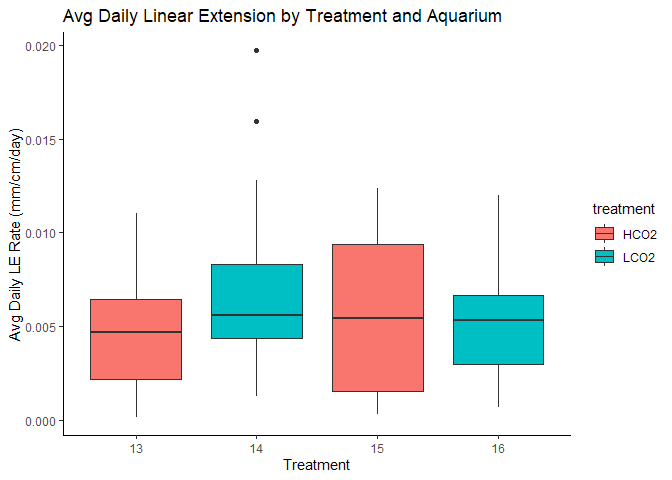 Avg Daily Linear Extension by Treatment and Aquarium
0.020
0.015
0.010
0.005
0.000
Avg Daily LE Rate (mm/cm/day)
13 14 15 16
Treatment
treatment
HCO2
LCO2